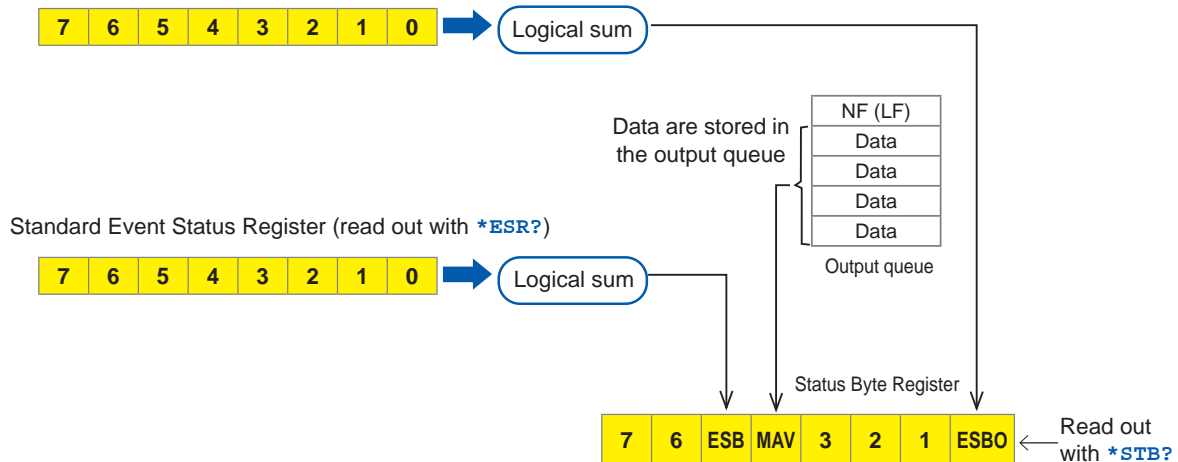 7 6 5 4 3 2 1 0
Logical sum
NF (LF)
Data are stored in
the output queue
Data
Data
Data
Data
Output queue
Standard Event Status Register (read out with *ESR?)
7 6 5 4 3 2 1 0
Logical sum
Status Byte Register
7 6 ESB MAV 3 2 1 ESBO
Read out
with *STB?